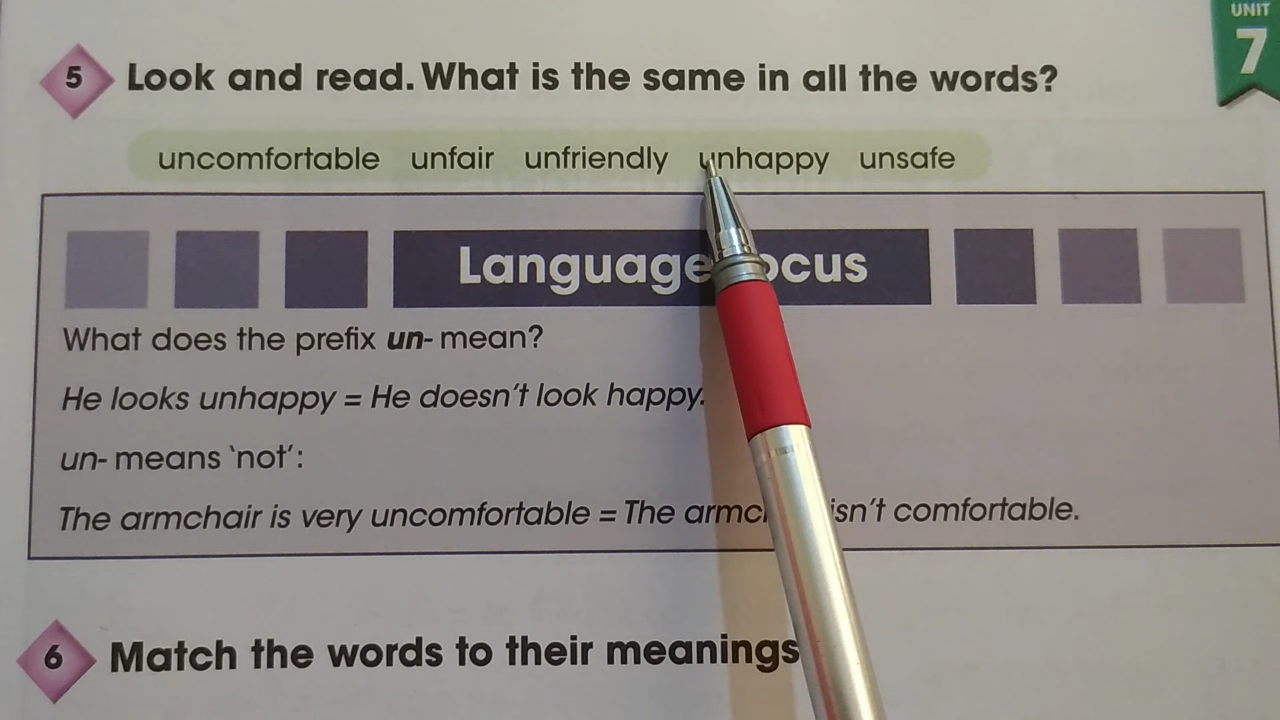 UNIT
7
5 Look and read. What is the same in all the words?
uncomfortable unfair unfriendly unhappy unsafe
Language ocus
What does the prefix un- mean?
He looks unhappy = He doesn't look happy.
un- means 'not':
The armchair is very uncomfortable = The armc isn't comfortable.
6 Match the words to their meanings